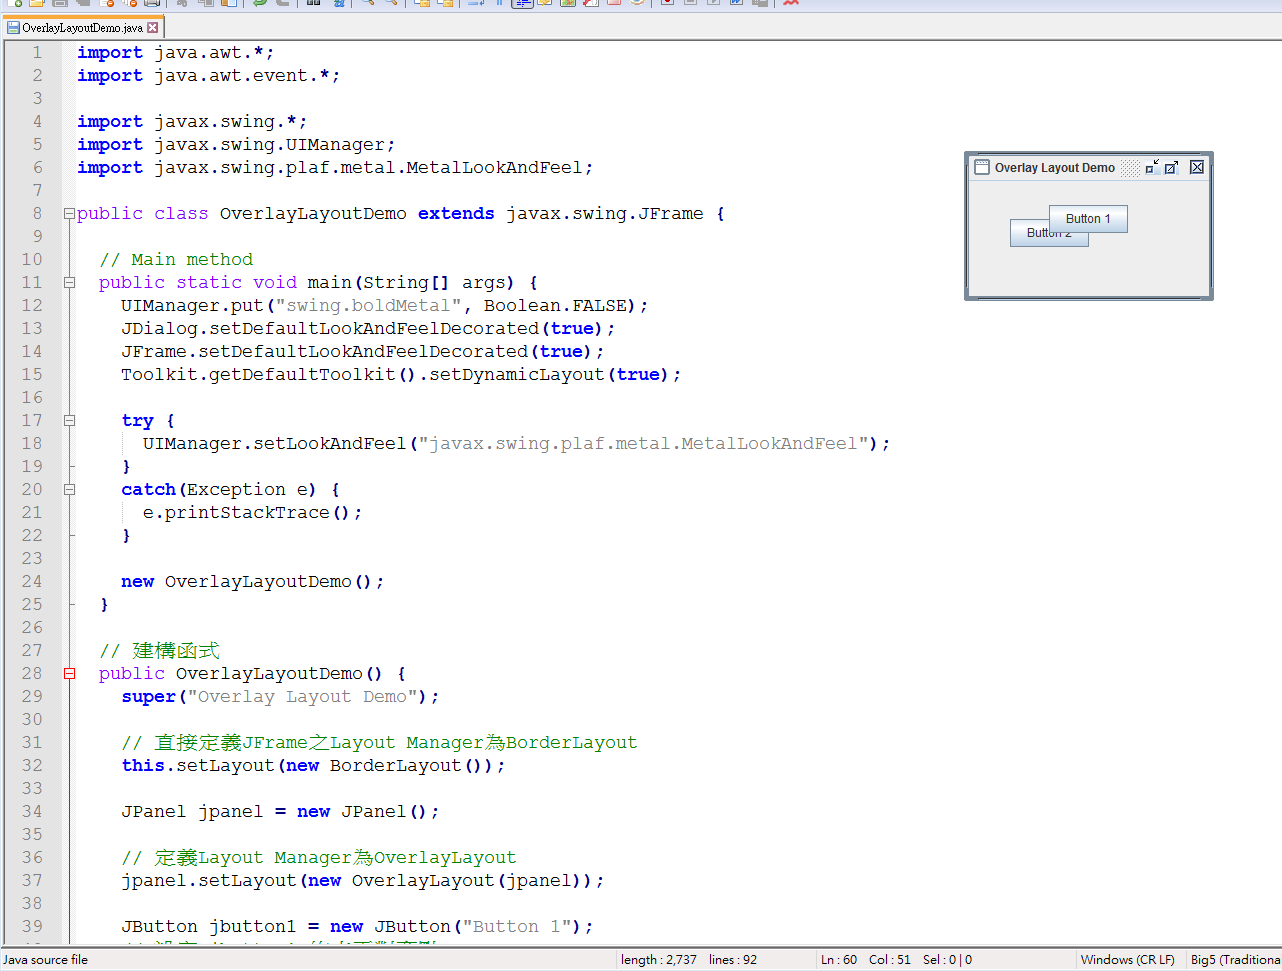 OverlayLayoutDemo.java
1 import java.awt.*;
2 import java.awt.event.*;
3
4 import javax.swing.*;
5 import javax.swing.UIManager;
6 import javax.swing.plaf.metal.MetalLookAndFeel;
7
8 public class OverlayLayoutDemo extends javax.swing.JFrame {
9
10 // Main method
11 public static void main(String[] args) {
12 UIManager.put("swing.boldMetal", Boolean.FALSE);
13 JDialog.setDefaultLookAndFeelDecorated(true);
14 JFrame.setDefaultLookAndFeelDecorated(true);
15 Toolkit.getDefaultToolkit().setDynamicLayout(true);
16
17 try {
18 UIManager.setLookAndFeel("javax.swing.plaf.metal.MetalLookAndFeel");
19 }
20 catch(Exception e) {
21 e.printStackTrace();
22 }
23
24 new OverlayLayoutDemo();
25 }
26
27 // 建構函式
28 public OverlayLayoutDemo() {
29 super("Overlay Layout Demo");
30
31 // 直接定義JFrame之Layout Manager為BorderLayout
32 this.setLayout(new BorderLayout());
33
34 JPanel jpanel = new JPanel();
35
36 // 定義Layout Manager為OverlayLayout
37 jpanel.setLayout(new OverlayLayout(jpanel));
38
39 JButton jbutton1 = new JButton("Button 1");
Overlay Layout Demo
Button 1
Button 2
Java source file
length : 2,737 lines : 92
Ln : 60 Col : 51 Sel : 0 | 0
Windows (CR LF)
Big5 (Traditiona